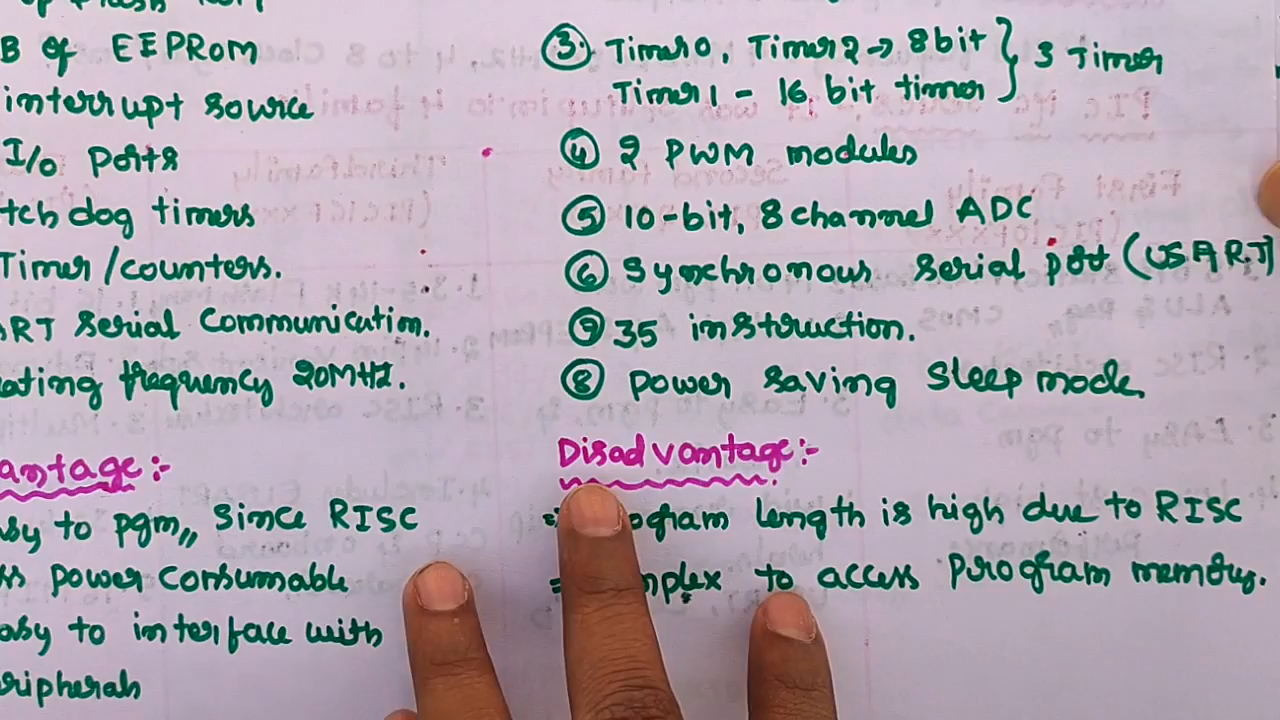 B of EEPROM
interrupt source
I/o ports
tch dog timers
Timer/counters.
ART serial communication.
ating frequency 20MHz.
antage:-
sy to pgm,, since RISC
ss power consumable
asy to interface with
ripherals
③ Timer0, Timer2 → 8bit } 3 Timer
Timer1 - 16 bit timer
④ 2 PWM modules
⑤ 10-bit, 8channel ADC
⑥ Synchronous serial port (USART)
⑦ 35 instruction.
⑧ power saving sleep mode.
Disadvantage:-
ogram length is high due to RISC
mplex to access program memory.